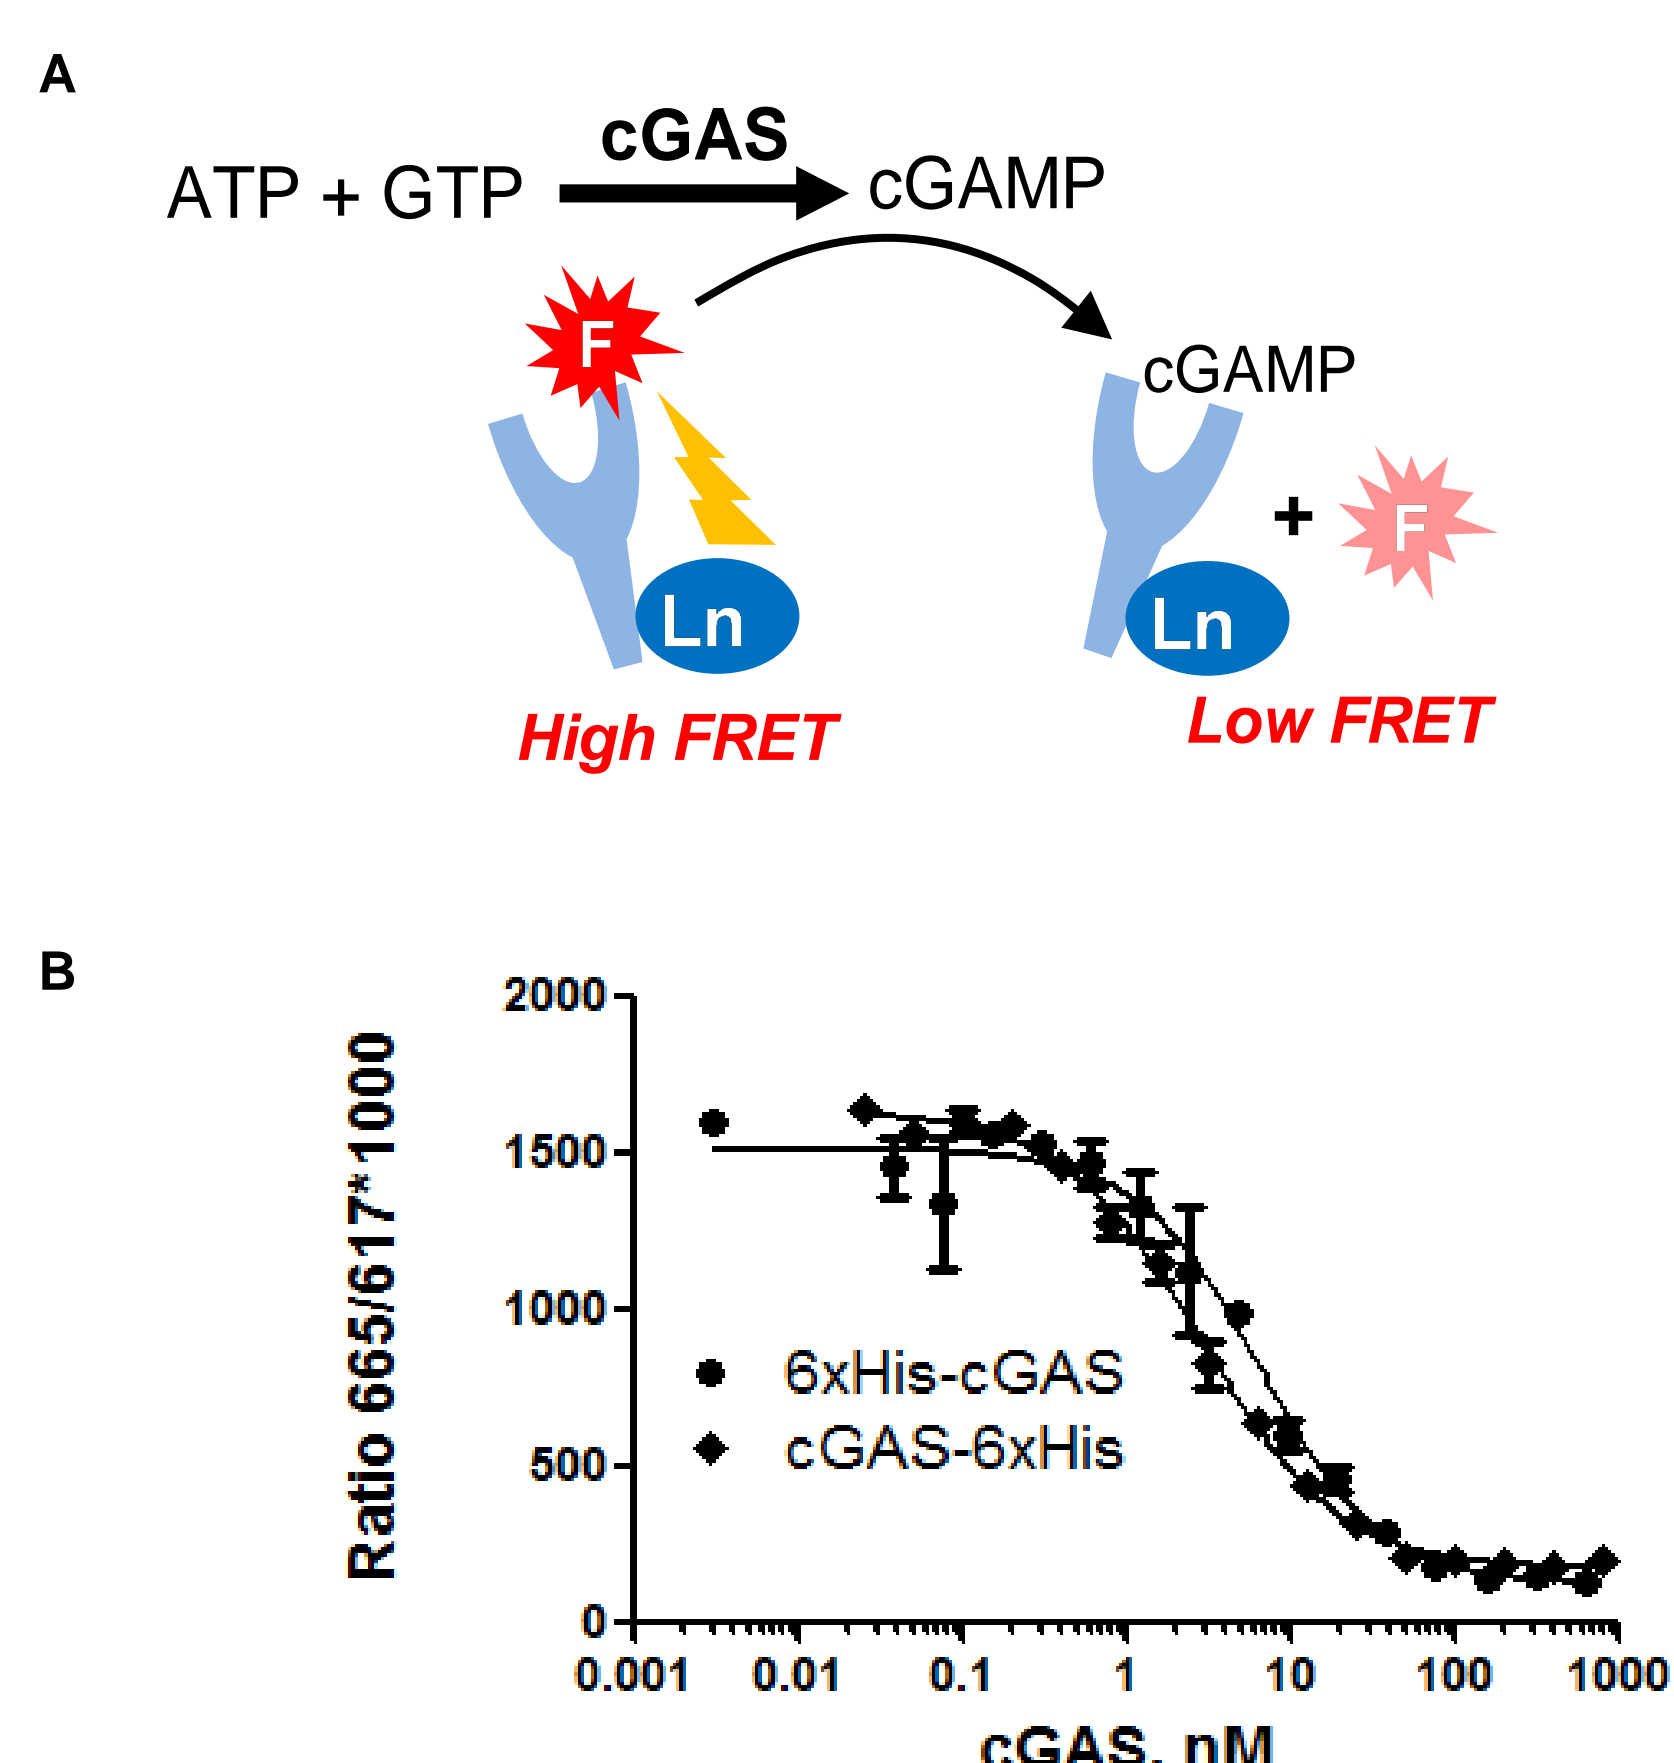 A
cGAS
ATP + GTP
cGAMP
F
cGAMP
F
+
Ln
Ln
High FRET
Low FRET
B
Ratio 665/617*1000
2000
1500
1000
500
0
6xHis-cGAS
cGAS-6xHis
0.001 0.01 0.1 1 10 100 1000
cGAS, nM